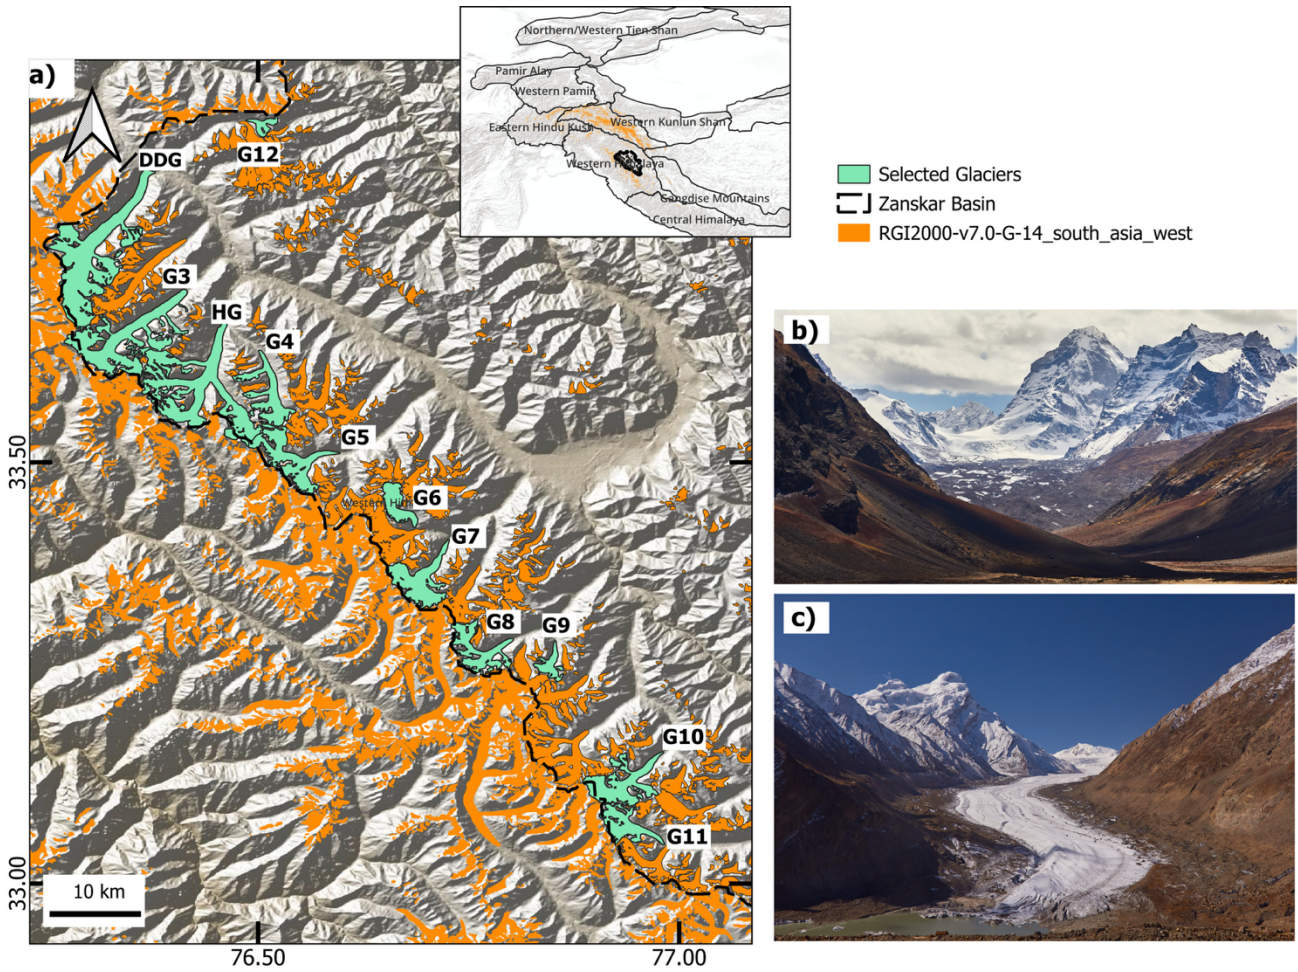 a)
Northern/Western Tien Shan
Pamir Alay
Western Pamir
Eastern Hindu Kush
Western Kunlun Shan
Western Himalaya
Gangdise Mountains
Central Himalaya
DDG
G12
G3
HG
G4
G5
G6
G7
G8
G9
G10
G11
33.50
33.00
10 km
76.50
77.00
Selected Glaciers
Zanskar Basin
RGI2000-v7.0-G-14_south_asia_west
b)
c)